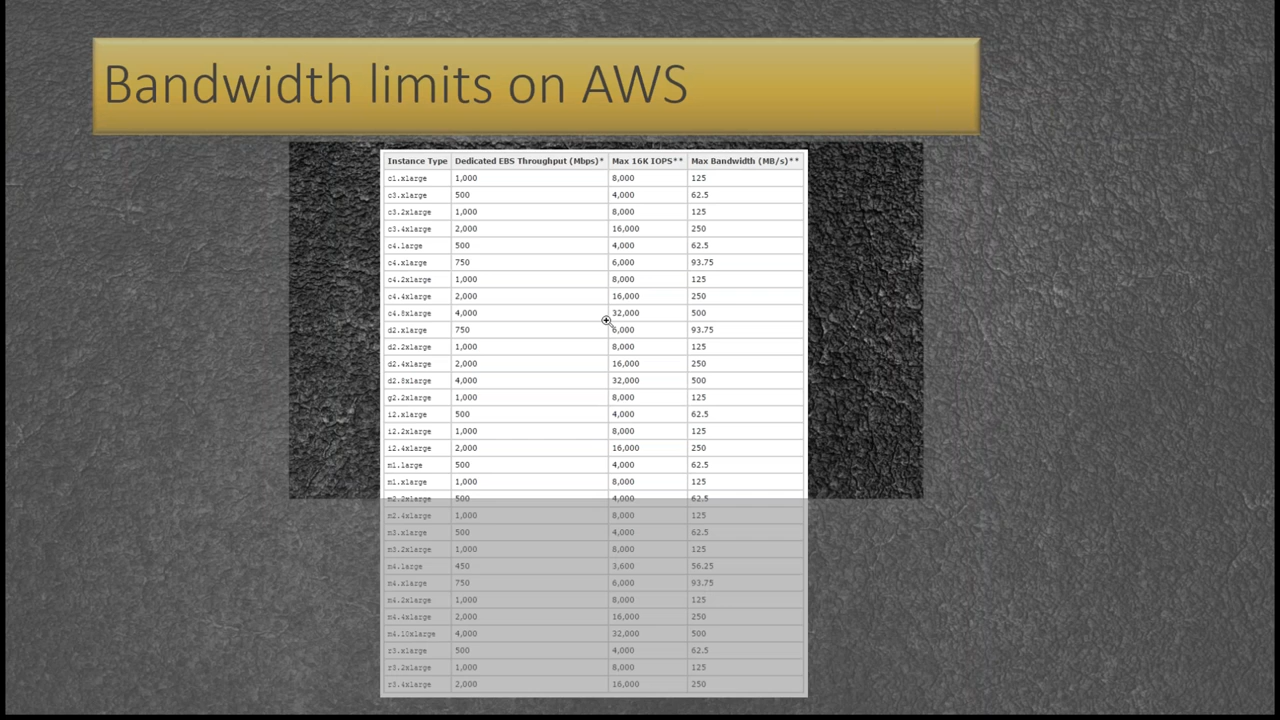 Bandwidth limits on AWS
Instance Type Dedicated EBS Throughput (Mbps)* Max 16K IOPS** Max Bandwidth (MB/s)**
c1.xlarge 1,000 8,000 125
c3.xlarge 500 4,000 62.5
c3.2xlarge 1,000 8,000 125
c3.4xlarge 2,000 16,000 250
c4.large 500 4,000 62.5
c4.xlarge 750 6,000 93.75
c4.2xlarge 1,000 8,000 125
c4.4xlarge 2,000 16,000 250
c4.8xlarge 4,000 32,000 500
d2.xlarge 750 6,000 93.75
d2.2xlarge 1,000 8,000 125
d2.4xlarge 2,000 16,000 250
d2.8xlarge 4,000 32,000 500
g2.2xlarge 1,000 8,000 125
i2.xlarge 500 4,000 62.5
i2.2xlarge 1,000 8,000 125
i2.4xlarge 2,000 16,000 250
m1.large 500 4,000 62.5
m1.xlarge 1,000 8,000 125
m2.2xlarge 500 4,000 62.5
m2.4xlarge 1,000 8,000 125
m3.xlarge 500 4,000 62.5
m3.2xlarge 1,000 8,000 125
m4.large 450 3,600 56.25
m4.xlarge 750 6,000 93.75
m4.2xlarge 1,000 8,000 125
m4.4xlarge 2,000 16,000 250
m4.10xlarge 4,000 32,000 500
r3.xlarge 500 4,000 62.5
r3.2xlarge 1,000 8,000 125
r3.4xlarge 2,000 16,000 250